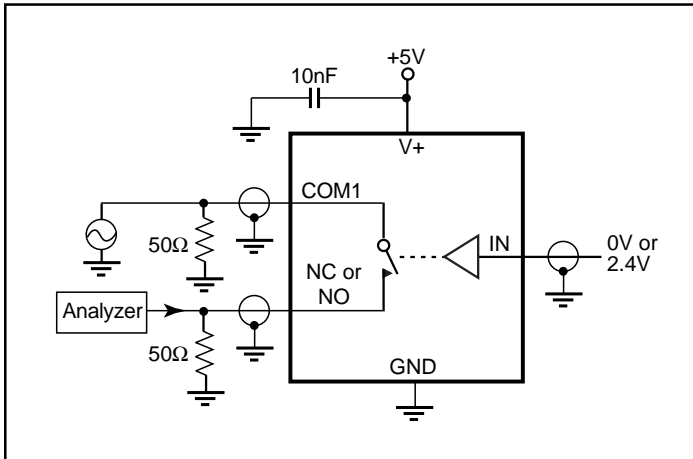 +5V
10nF
V+
COM1
50Ω
IN
0V or
2.4V
NC or
NO
Analyzer
50Ω
GND